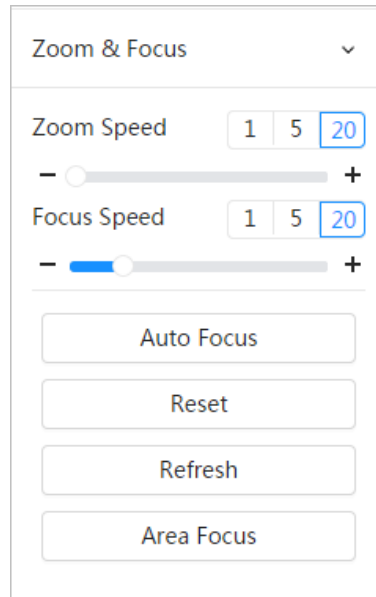 Zoom & Focus
Zoom Speed 1 5 20
− +
Focus Speed 1 5 20
− +
Auto Focus
Reset
Refresh
Area Focus